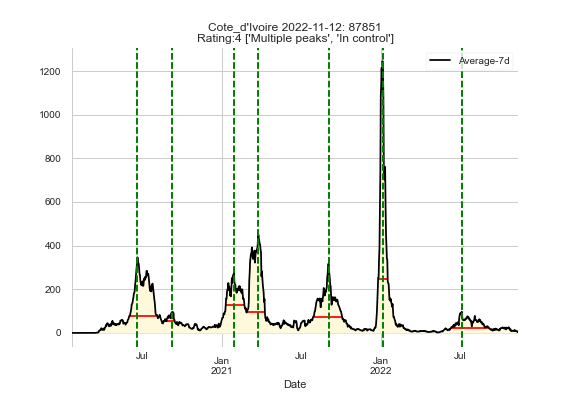 Cote_d'Ivoire 2022-11-12: 87851
Rating:4 ['Multiple peaks', 'In control']
Average-7d
1200
1000
800
600
400
200
0
Jul
Jan
2021
Jul
Jan
2022
Jul
Date